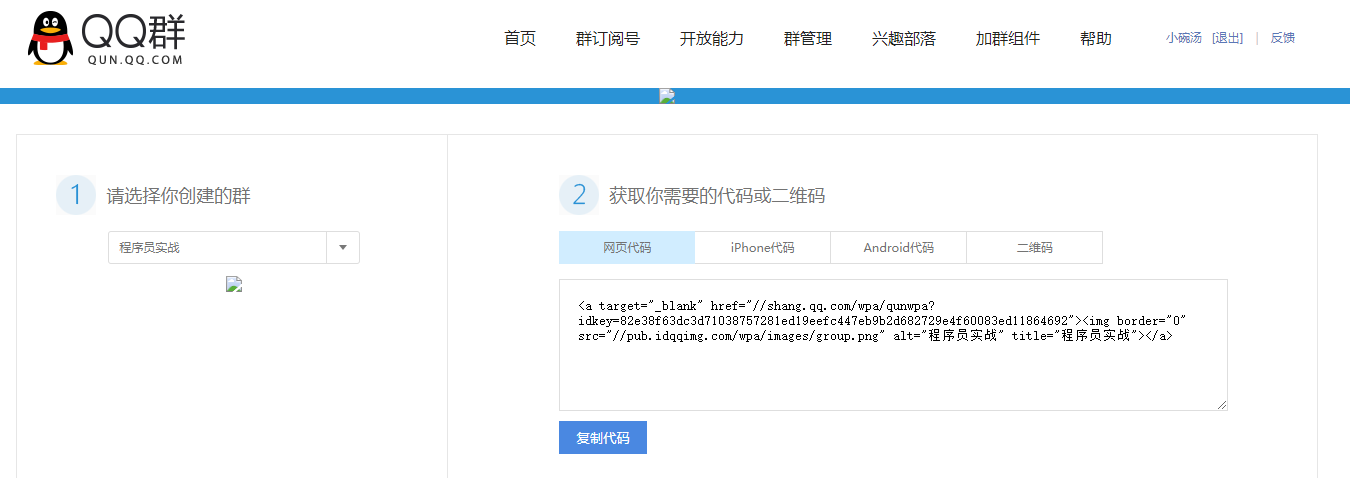 QQ群
QUN.QQ.COM
首页 群订阅号 开放能力 群管理 兴趣部落 加群组件 帮助 小碗汤 [退出] | 反馈
1 请选择你创建的群
程序员实战
2 获取你需要的代码或二维码
网页代码 iPhone代码 Android代码 二维码
<a target="_blank" href="//shang.qq.com/wpa/qunwpa?
idkey=82e38f63dc3d71038757281ed19eefc447eb9b2d682729e4f60083ed11864692"><img border="0"
src="//pub.idqqimg.com/wpa/images/group.png" alt="程序员实战" title="程序员实战"></a>
复制代码